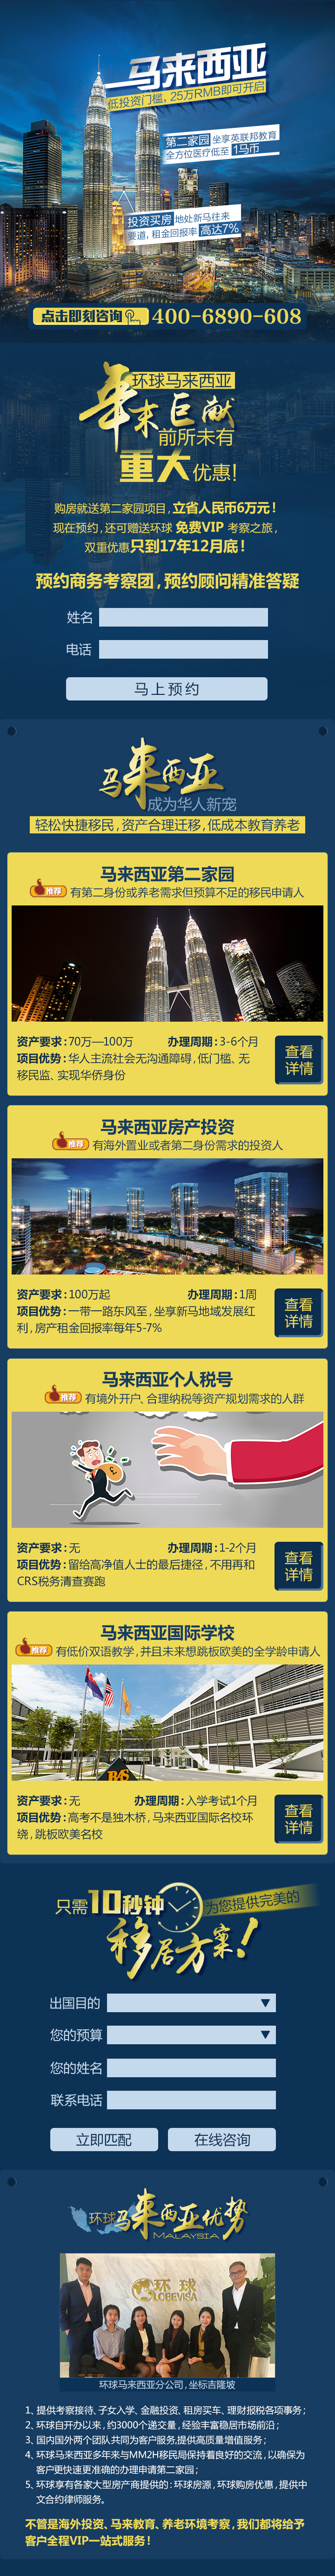 马来西亚
低投资门槛，25万RMB即可开启
第二家园 坐享英联邦教育
全方位医疗低至 1马币
投资买房 地处新马往来
要道，租金回报率 高达7%
点击即刻咨询 400-6890-608
环球马来西亚
年末巨献
前所未有
重大优惠！
购房就送第二家园项目，立省人民币6万元！
现在预约，还可赠送环球 免费VIP 考察之旅，
双重优惠只到17年12月底！
预约商务考察团，预约顾问精准答疑
姓名
电话
马上预约
马来西亚
成为华人新宠
轻松快捷移民，资产合理迁移，低成本教育养老
马来西亚第二家园
推荐 有第二身份或养老需求但预算不足的移民申请人
资产要求：70万—100万 办理周期：3-6个月
项目优势：华人主流社会无沟通障碍，低门槛、无
移民监、实现华侨身份
查看
详情
马来西亚房产投资
推荐 有海外置业或者第二身份需求的投资人
资产要求：100万起 办理周期：1周
项目优势：一带一路东风至，坐享新马地域发展红
利，房产租金回报率每年5-7%
查看
详情
马来西亚个人税号
推荐 有境外开户、合理纳税等资产规划需求的人群
资产要求：无 办理周期：1-2个月
项目优势：留给高净值人士的最后捷径，不用再和
CRS税务清查赛跑
查看
详情
马来西亚国际学校
推荐 有低价双语教学，并且未来想跳板欧美的全学龄申请人
资产要求：无 办理周期：入学考试1个月
项目优势：高考不是独木桥，马来西亚国际名校环
绕，跳板欧美名校
查看
详情
只需10秒钟 为您提供完美的
移居方案！
出国目的
您的预算
您的姓名
联系电话
立即匹配 在线咨询
环球马来西亚优势
MALAYSIA
环球
GLOBEVISA
环球马来西亚分公司，坐标吉隆坡
1、提供考察接待、子女入学、金融投资、租房买车、理财报税各项事务；
2、环球自开办以来，约3000个递交量，经验丰富稳居市场前沿；
3、国内国外两个团队共同为客户服务,提供高质量增值服务；
4、环球马来西亚多年来与MM2H移民局保持着良好的交流，以确保为
客户更快速更准确的办理申请第二家园；
5、环球享有各家大型房产商提供的：环球房源，环球购房优惠，提供中
文合约律师服务。
不管是海外投资、马来教育、养老环境考察，我们都将给予
客户全程VIP一站式服务！